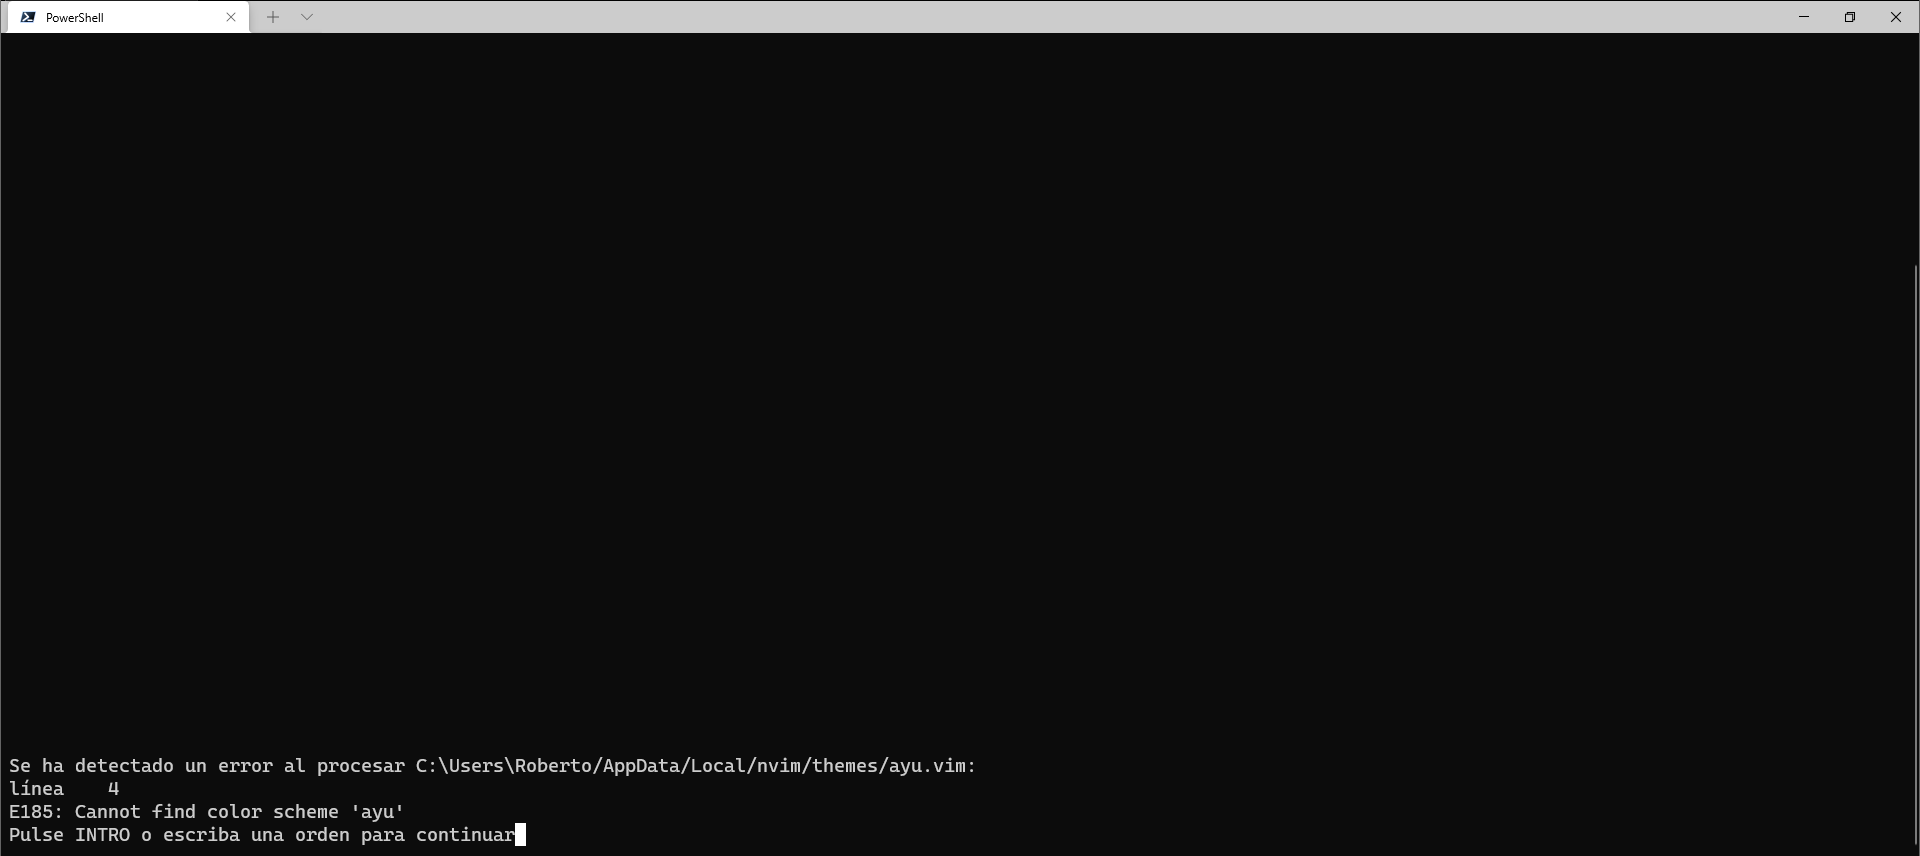 PowerShell
Se ha detectado un error al procesar C:\Users\Roberto/AppData/Local/nvim/themes/ayu.vim:
línea    4
E185: Cannot find color scheme 'ayu'
Pulse INTRO o escriba una orden para continuar